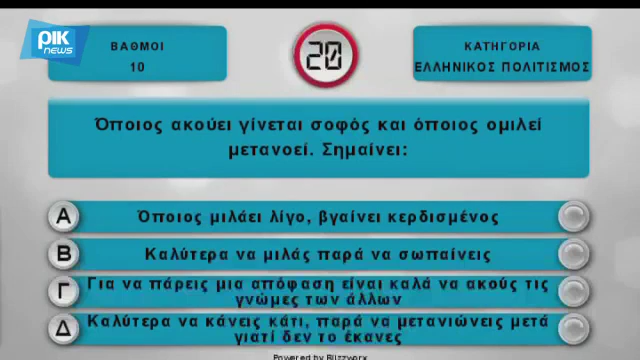 ΡΙΚ
news
ΒΑΘΜΟΙ
10
20
ΚΑΤΗΓΟΡΙΑ
ΕΛΛΗΝΙΚΟΣ ΠΟΛΙΤΙΣΜΟΣ
Όποιος ακούει γίνεται σοφός και όποιος ομιλεί
μετανοεί. Σημαίνει:
Α Όποιος μιλάει λίγο, βγαίνει κερδισμένος
Β Καλύτερα να μιλάς παρά να σωπαίνεις
Γ Για να πάρεις μια απόφαση είναι καλά να ακούς τις
γνώμες των άλλων
Δ Καλύτερα να κάνεις κάτι, παρά να μετανιώνεις μετά
γιατί δεν το έκανες
Powered by Blizzworx